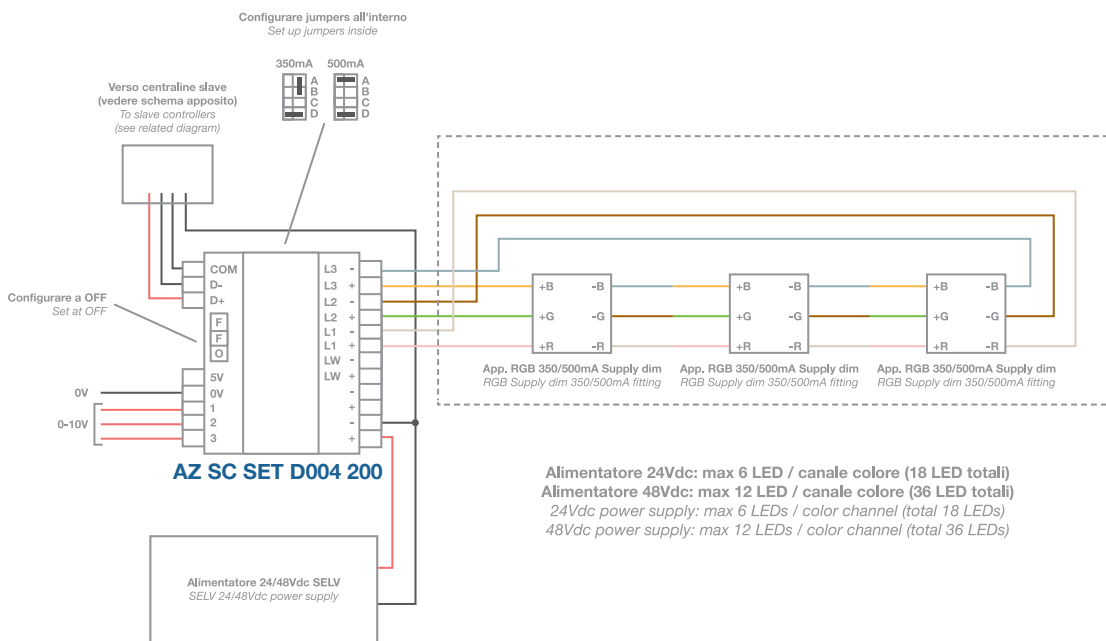 Configurare jumpers all'interno
Set up jumpers inside
350mA
500mA
A
B
C
D
A
B
C
D
Verso centraline slave
(vedere schema apposito)
To slave controllers
(see related diagram)
Configurare a OFF
Set at OFF
COM
D-
D+
F
F
O
5V
0V
1
2
3
0V
0-10V
L3 -
L3 +
L2 -
L2 +
L1 -
L1 +
LW -
LW +
-
+
-
+
+B -B
+G -G
+R -R
App. RGB 350/500mA Supply dim
RGB Supply dim 350/500mA fitting
+B -B
+G -G
+R -R
App. RGB 350/500mA Supply dim
RGB Supply dim 350/500mA fitting
+B -B
+G -G
+R -R
App. RGB 350/500mA Supply dim
RGB Supply dim 350/500mA fitting
AZ SC SET D004 200
Alimentatore 24Vdc: max 6 LED / canale colore (18 LED totali)
Alimentatore 48Vdc: max 12 LED / canale colore (36 LED totali)
24Vdc power supply: max 6 LEDs / color channel (total 18 LEDs)
48Vdc power supply: max 12 LEDs / color channel (total 36 LEDs)
Alimentatore 24/48Vdc SELV
SELV 24/48Vdc power supply